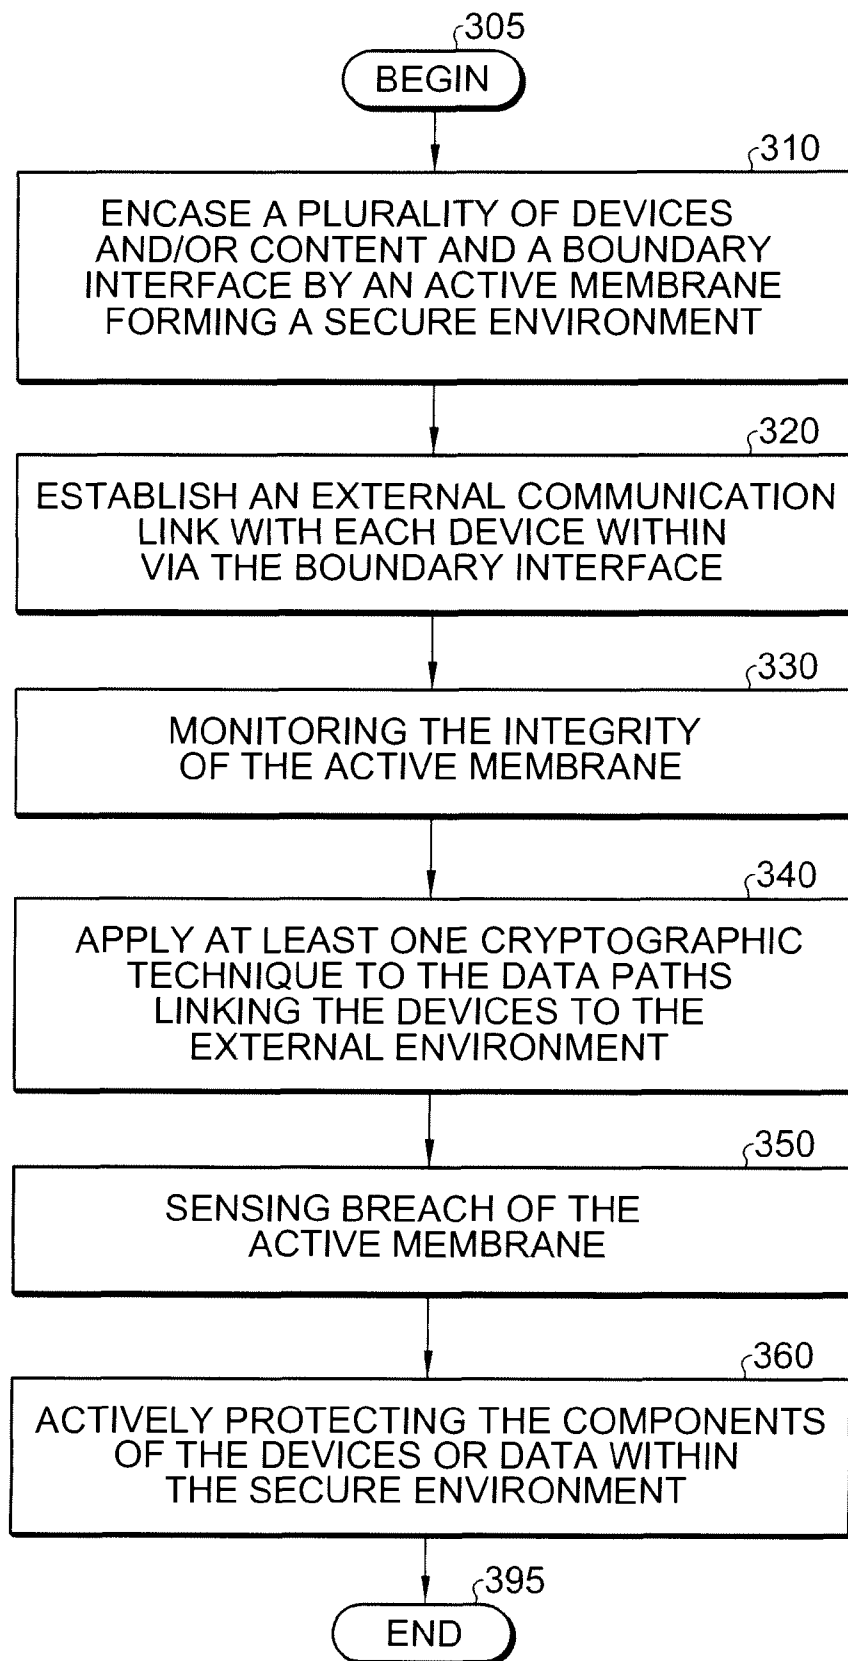 305
BEGIN
310
ENCASE A PLURALITY OF DEVICES
AND/OR CONTENT AND A BOUNDARY
INTERFACE BY AN ACTIVE MEMBRANE
FORMING A SECURE ENVIRONMENT
320
ESTABLISH AN EXTERNAL COMMUNICATION
LINK WITH EACH DEVICE WITHIN
VIA THE BOUNDARY INTERFACE
330
MONITORING THE INTEGRITY
OF THE ACTIVE MEMBRANE
340
APPLY AT LEAST ONE CRYPTOGRAPHIC
TECHNIQUE TO THE DATA PATHS
LINKING THE DEVICES TO THE
EXTERNAL ENVIRONMENT
350
SENSING BREACH OF THE
ACTIVE MEMBRANE
360
ACTIVELY PROTECTING THE COMPONENTS
OF THE DEVICES OR DATA WITHIN
THE SECURE ENVIRONMENT
395
END